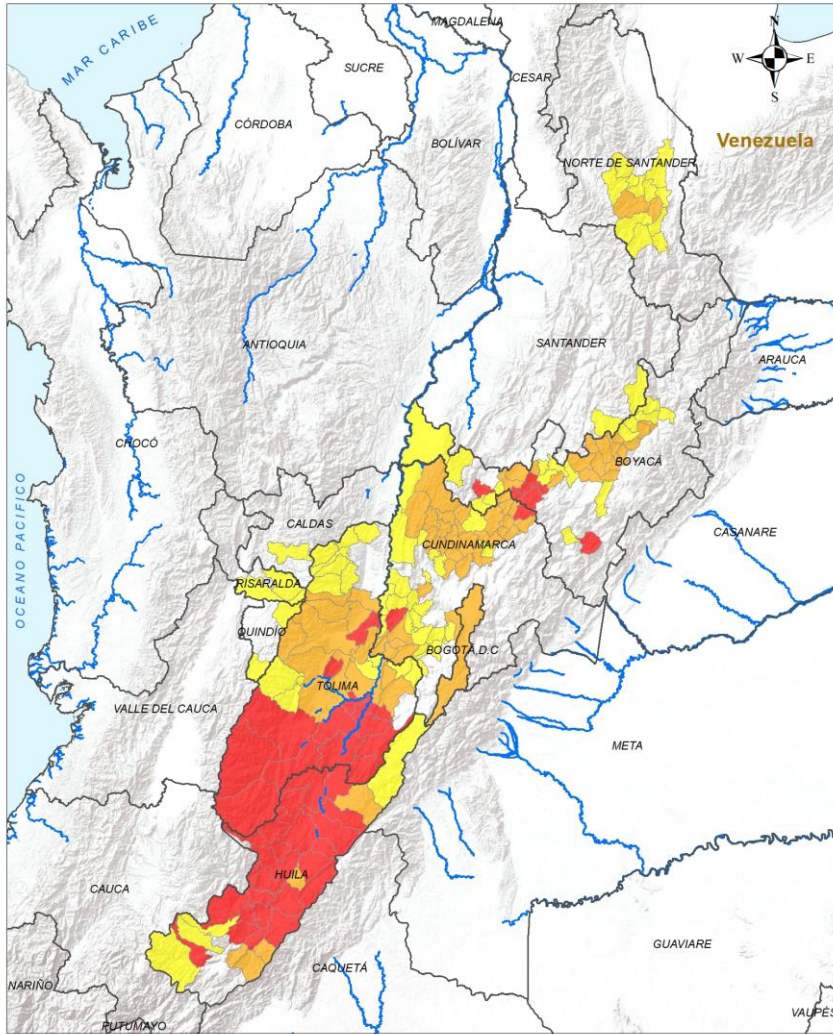 MAGDALENA
MAR CARIBE
SUCRE
CESAR
N
W E
S
CÓRDOBA
BOLÍVAR
Venezuela
NORTE DE SANTANDER
ANTIOQUIA
SANTANDER
ARAUCA
CHOCÓ
BOYACÁ
CALDAS
CASANARE
CUNDINAMARCA
OCEANO PACIFICO
RISARALDA
QUINDÍO
BOGOTÁ,D.C
TOLIMA
VALLE DEL CAUCA
META
HUILA
CAUCA
GUAVIARE
CAQUETÁ
NARIÑO
PUTUMAYO
VAUPÉS